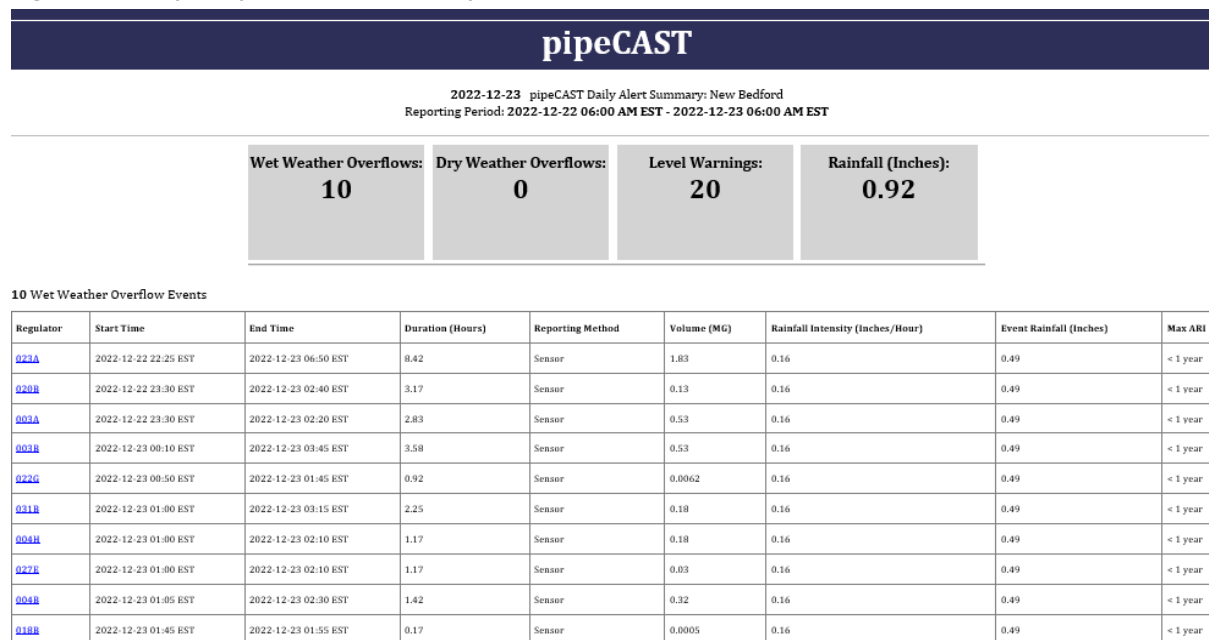 pipeCAST
2022-12-23 pipeCAST Daily Alert Summary: New Bedford
Reporting Period: 2022-12-22 06:00 AM EST - 2022-12-23 06:00 AM EST
Wet Weather Overflows: Dry Weather Overflows: Level Warnings: Rainfall (Inches):
10 0 20 0.92
10 Wet Weather Overflow Events
Regulator Start Time End Time Duration (Hours) Reporting Method Volume (MG) Rainfall Intensity (Inches/Hour) Event Rainfall (Inches) Max ARI
023A 2022-12-22 22:25 EST 2022-12-23 06:50 EST 8.42 Sensor 1.83 0.16 0.49 < 1 year
020B 2022-12-22 23:30 EST 2022-12-23 02:40 EST 3.17 Sensor 0.13 0.16 0.49 < 1 year
003A 2022-12-22 23:30 EST 2022-12-23 02:20 EST 2.83 Sensor 0.53 0.16 0.49 < 1 year
003B 2022-12-23 00:10 EST 2022-12-23 03:45 EST 3.58 Sensor 0.53 0.16 0.49 < 1 year
022G 2022-12-23 00:50 EST 2022-12-23 01:45 EST 0.92 Sensor 0.0062 0.16 0.49 < 1 year
031B 2022-12-23 01:00 EST 2022-12-23 03:15 EST 2.25 Sensor 0.18 0.16 0.49 < 1 year
004H 2022-12-23 01:00 EST 2022-12-23 02:10 EST 1.17 Sensor 0.18 0.16 0.49 < 1 year
027E 2022-12-23 01:00 EST 2022-12-23 02:10 EST 1.17 Sensor 0.03 0.16 0.49 < 1 year
004B 2022-12-23 01:05 EST 2022-12-23 02:30 EST 1.42 Sensor 0.32 0.16 0.49 < 1 year
018B 2022-12-23 01:45 EST 2022-12-23 01:55 EST 0.17 Sensor 0.0005 0.16 0.49 < 1 year